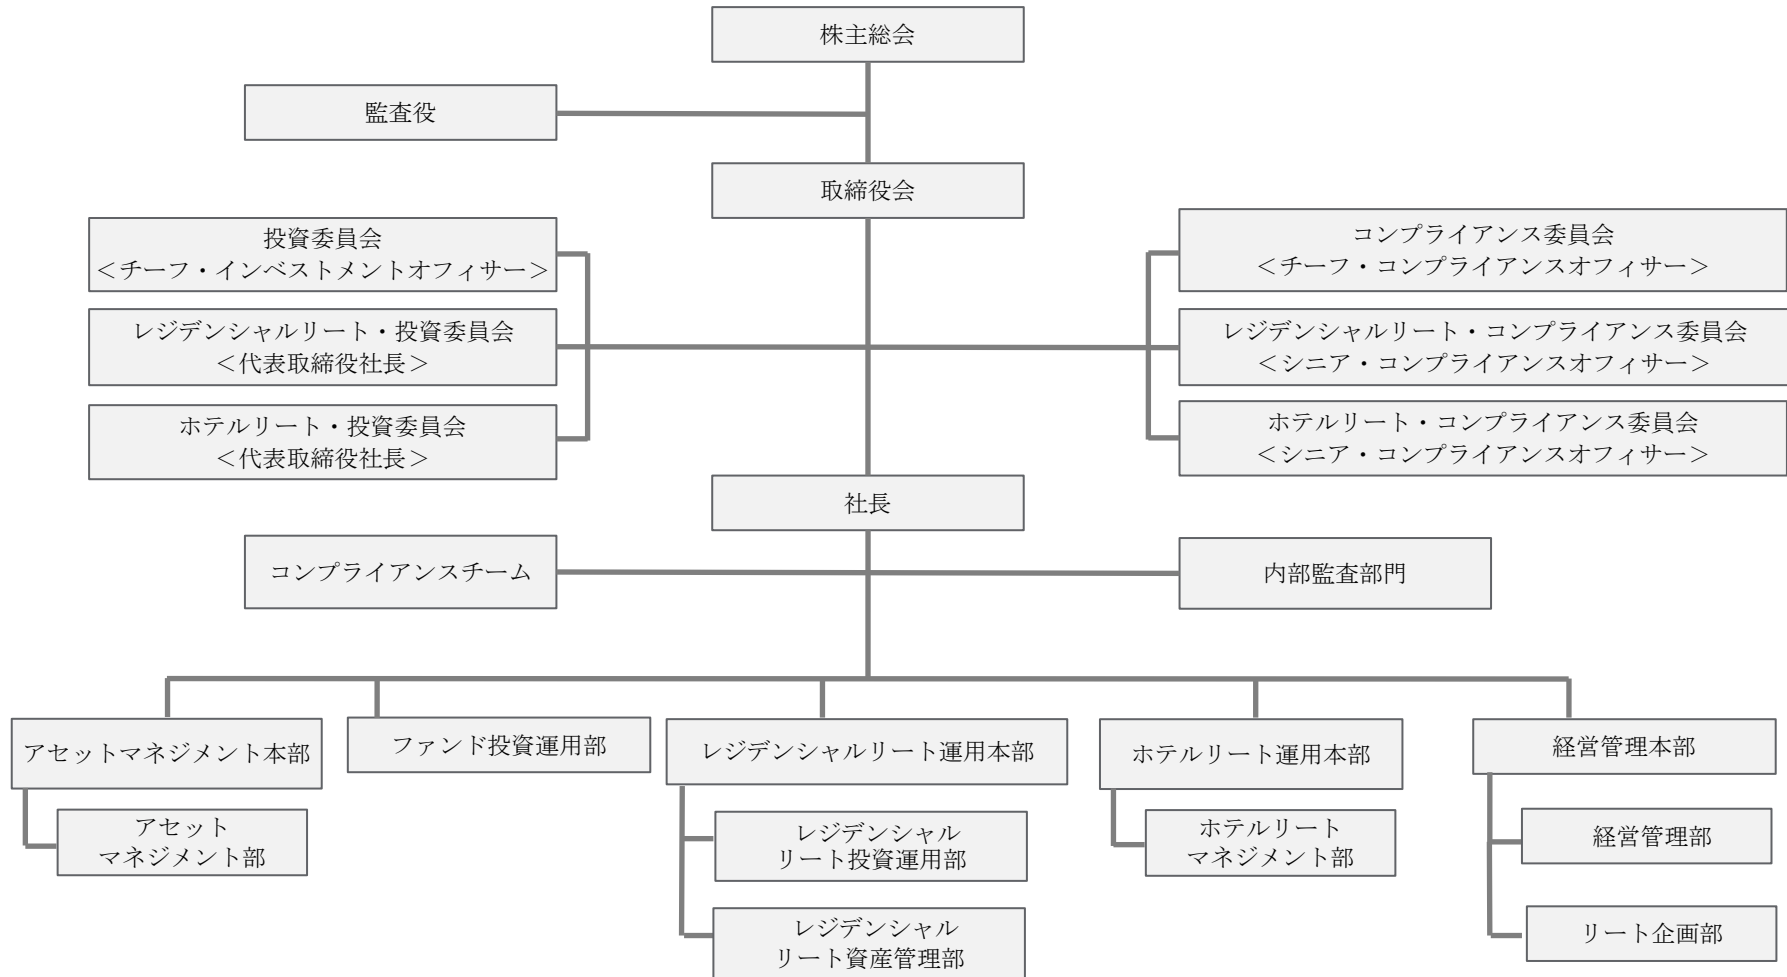 株主総会
監査役
取締役会
投資委員会
＜チーフ・インベストメントオフィサー＞
コンプライアンス委員会
＜チーフ・コンプライアンスオフィサー＞
レジデンシャルリート・投資委員会
＜代表取締役社長＞
レジデンシャルリート・コンプライアンス委員会
＜シニア・コンプライアンスオフィサー＞
ホテルリート・投資委員会
＜代表取締役社長＞
ホテルリート・コンプライアンス委員会
＜シニア・コンプライアンスオフィサー＞
社長
コンプライアンスチーム
内部監査部門
アセットマネジメント本部
ファンド投資運用部
レジデンシャルリート運用本部
ホテルリート運用本部
経営管理本部
アセット
マネジメント部
レジデンシャル
リート投資運用部
ホテルリート
マネジメント部
経営管理部
レジデンシャル
リート資産管理部
リート企画部